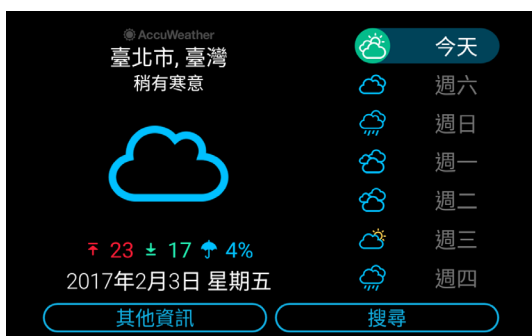 AccuWeather
臺北市, 臺灣
稍有寒意
23 17 4%
2017年2月3日 星期五
其他資訊
今天
週六
週日
週一
週二
週三
週四
搜尋